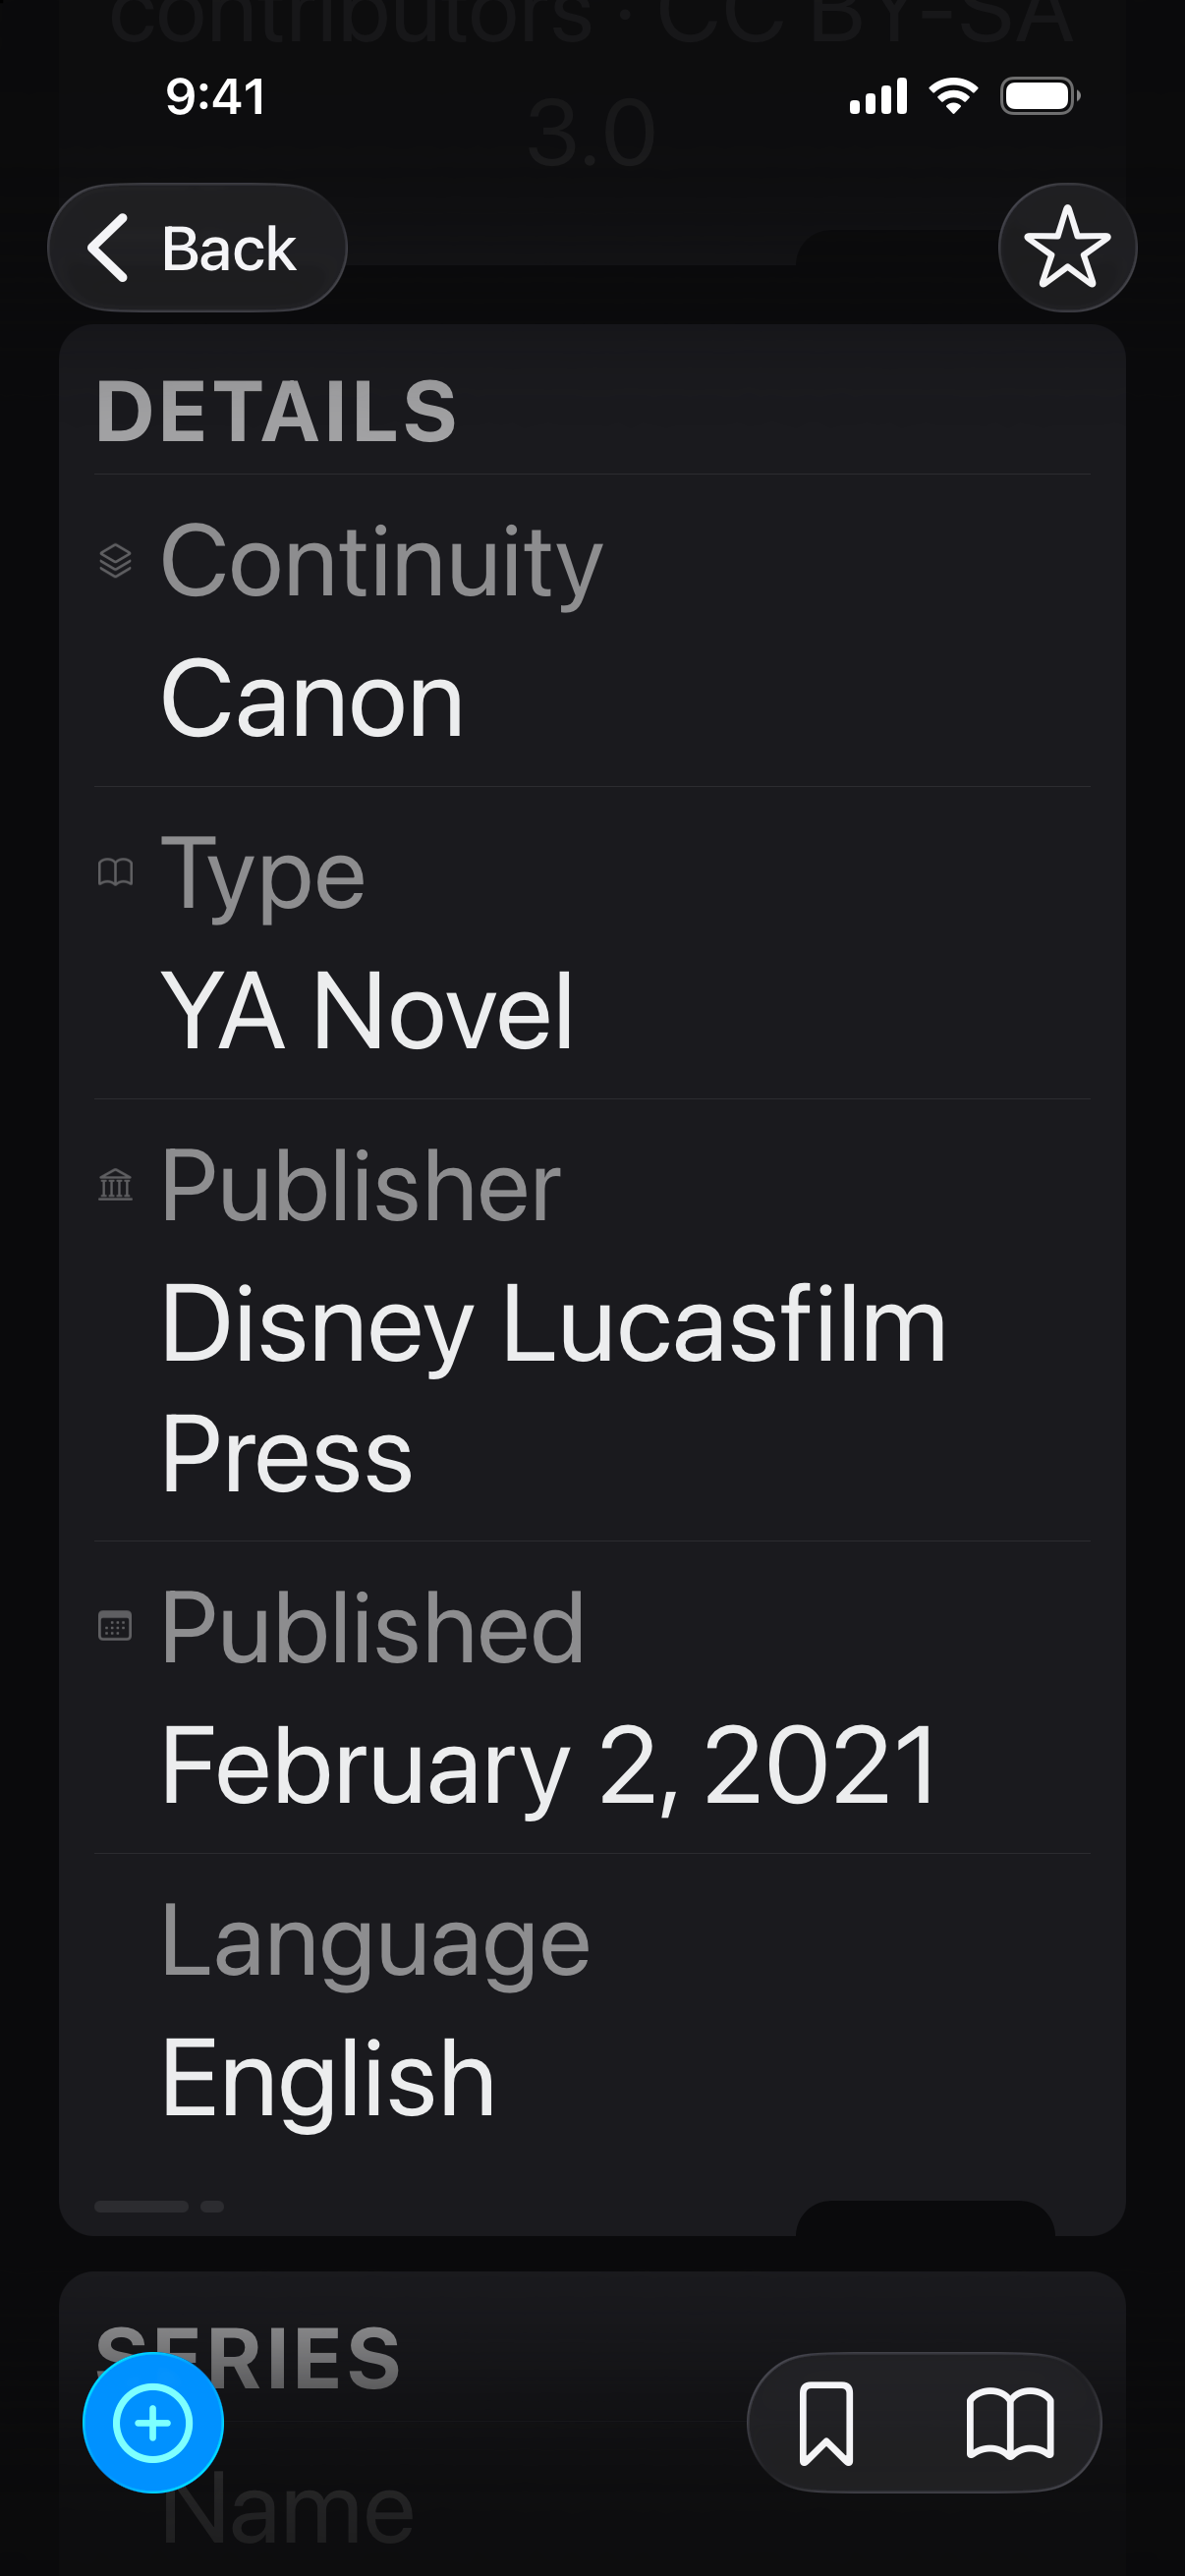 contributors · CC BY-SA
9:41
3.0
Back
DETAILS
Continuity
Canon
Type
YA Novel
Publisher
Disney Lucasfilm
Press
Published
February 2, 2021
Language
English
SERIES
Name